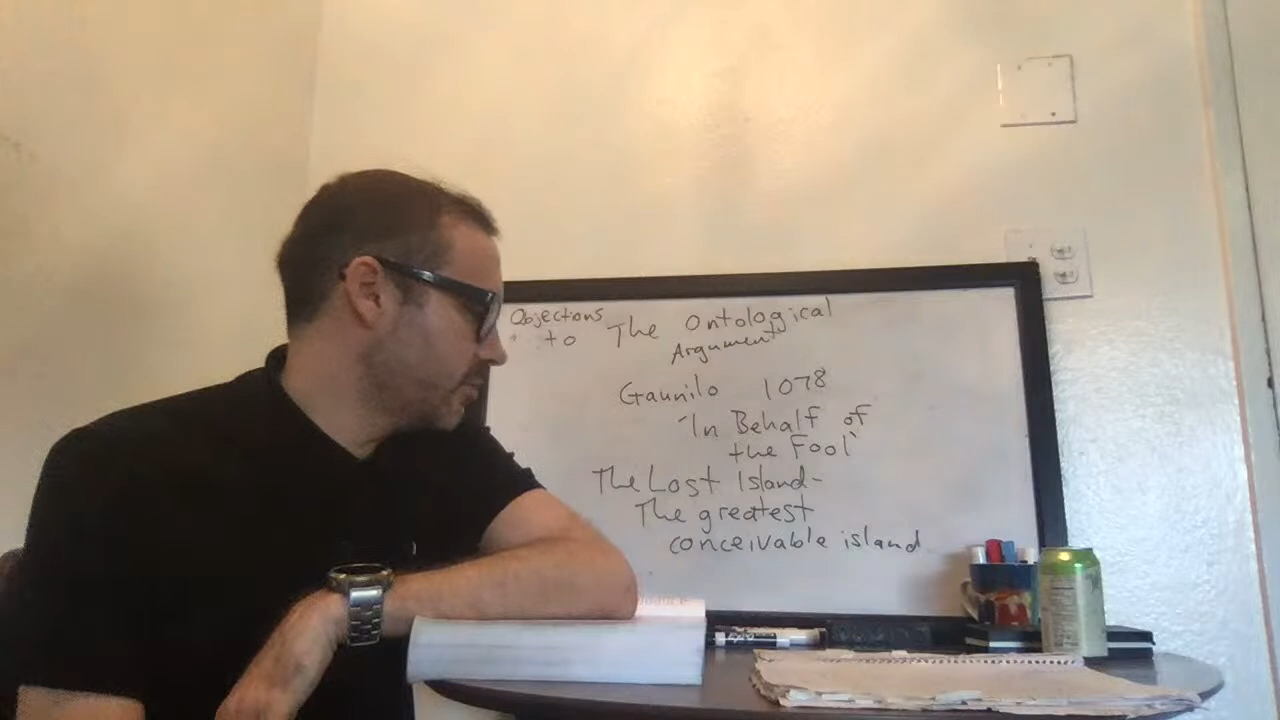 Objections
to The Ontological
Argument
Gaunilo 1078
'In Behalf of
the Fool'
The Lost Island-
The greatest
conceivable island